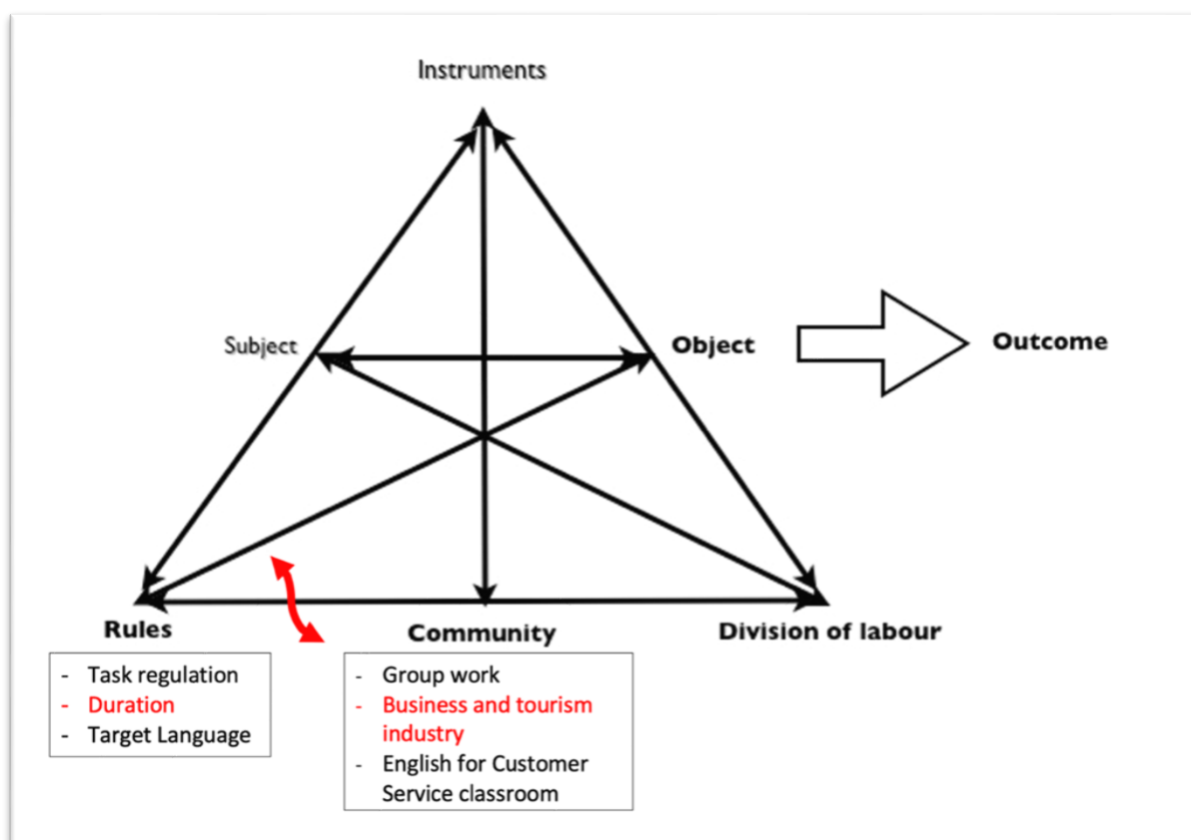 Instruments
Subject
Object
Outcome
Rules
Community
Division of labour
- Task regulation
- Duration
- Target Language
- Group work
- Business and tourism
industry
- English for Customer
Service classroom